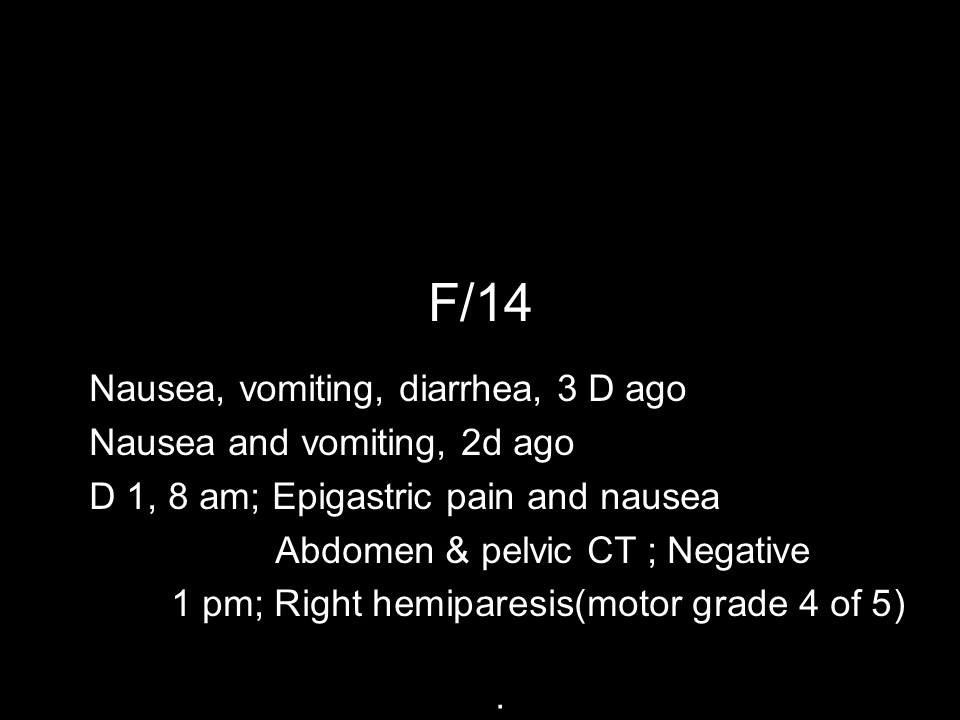 F/14
Nausea, vomiting, diarrhea, 3 D ago
Nausea and vomiting, 2d ago
D 1, 8 am; Epigastric pain and nausea
Abdomen & pelvic CT ; Negative
1 pm; Right hemiparesis(motor grade 4 of 5)
.